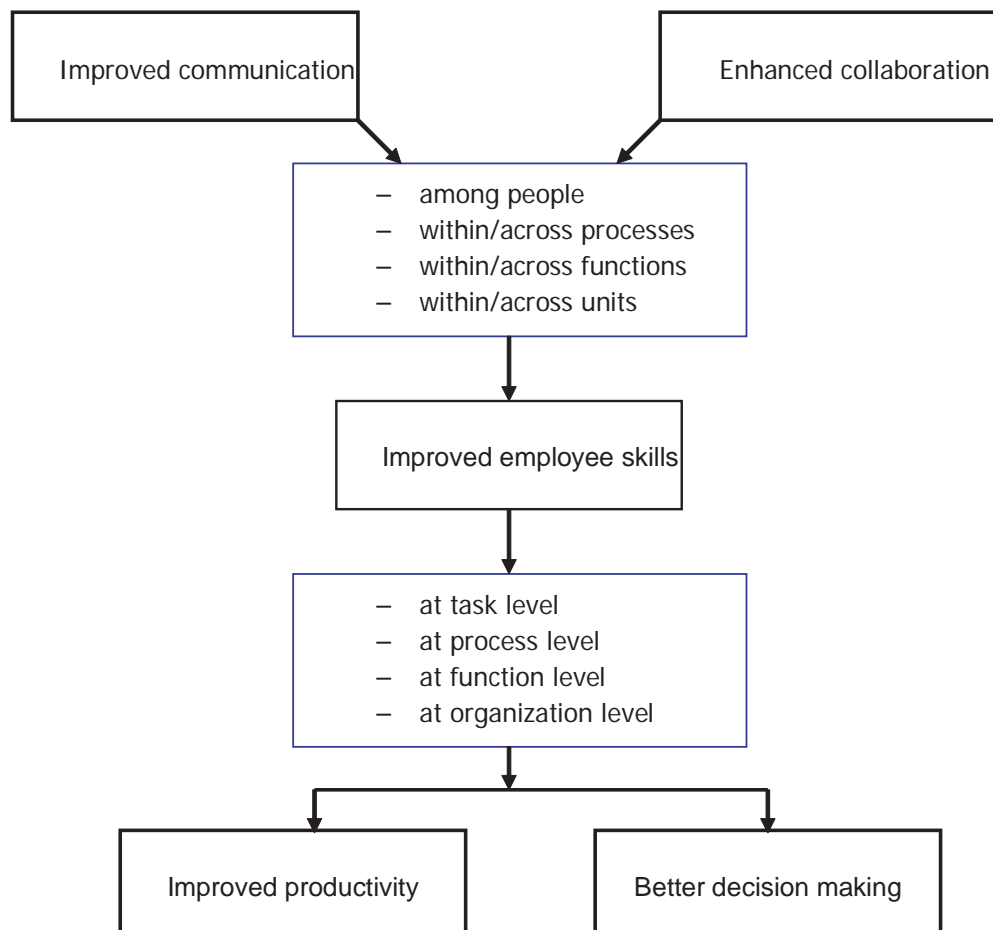 Improved communication
Enhanced collaboration
– among people
– within/across processes
– within/across functions
– within/across units
Improved employee skills
– at task level
– at process level
– at function level
– at organization level
Improved productivity
Better decision making